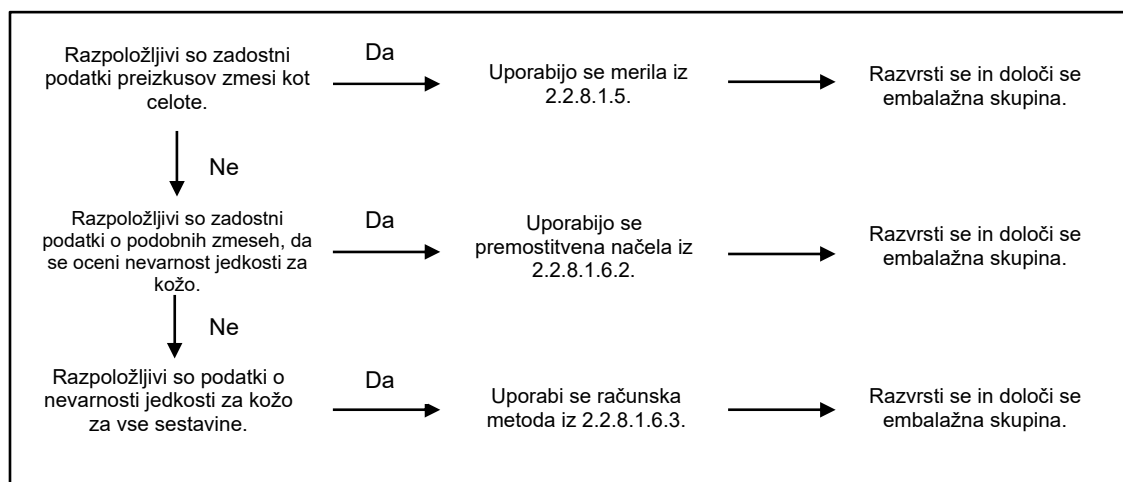 Razpoložljivi so zadostni
podatki preizkusov zmesi kot
celote.
Da
Uporabijo se merila iz
2.2.8.1.5.
Razvrsti se in določi se
embalažna skupina.
Ne
Razpoložljivi so zadostni
podatki o podobnih zmeseh, da
se oceni nevarnost jedkosti za
kožo.
Da
Uporabijo se
premostitvena načela iz
2.2.8.1.6.2.
Razvrsti se in določi se
embalažna skupina.
Ne
Razpoložljivi so podatki o
nevarnosti jedkosti za kožo
za vse sestavine.
Da
Uporabi se računska
metoda iz 2.2.8.1.6.3.
Razvrsti se in določi se
embalažna skupina.